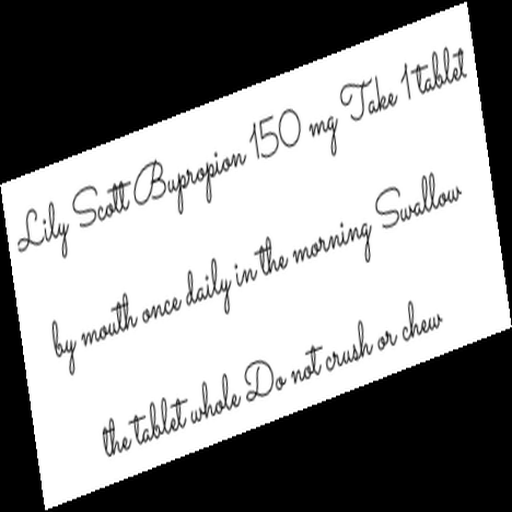 Lily Scott Bupropion 150 mg Take 1 tablet
by mouth once daily in the morning Swallow
the tablet whole Do not crush or chew